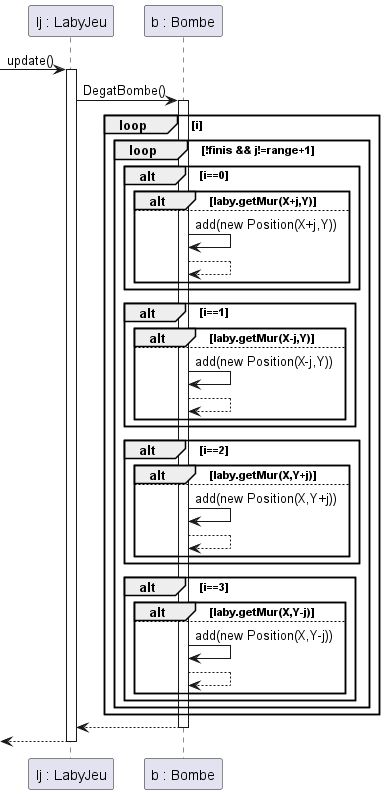 lj : LabyJeu
b : Bombe
update()
DegatBombe()
loop
[i]
loop
[!finis && j!=range+1]
alt
[i==0]
alt
[laby.getMur(X+j,Y)]
add(new Position(X+j,Y))
alt
[i==1]
alt
[laby.getMur(X-j,Y)]
add(new Position(X-j,Y))
alt
[i==2]
alt
[laby.getMur(X,Y+j)]
add(new Position(X,Y+j))
alt
[i==3]
alt
[laby.getMur(X,Y-j)]
add(new Position(X,Y-j))
lj : LabyJeu
b : Bombe